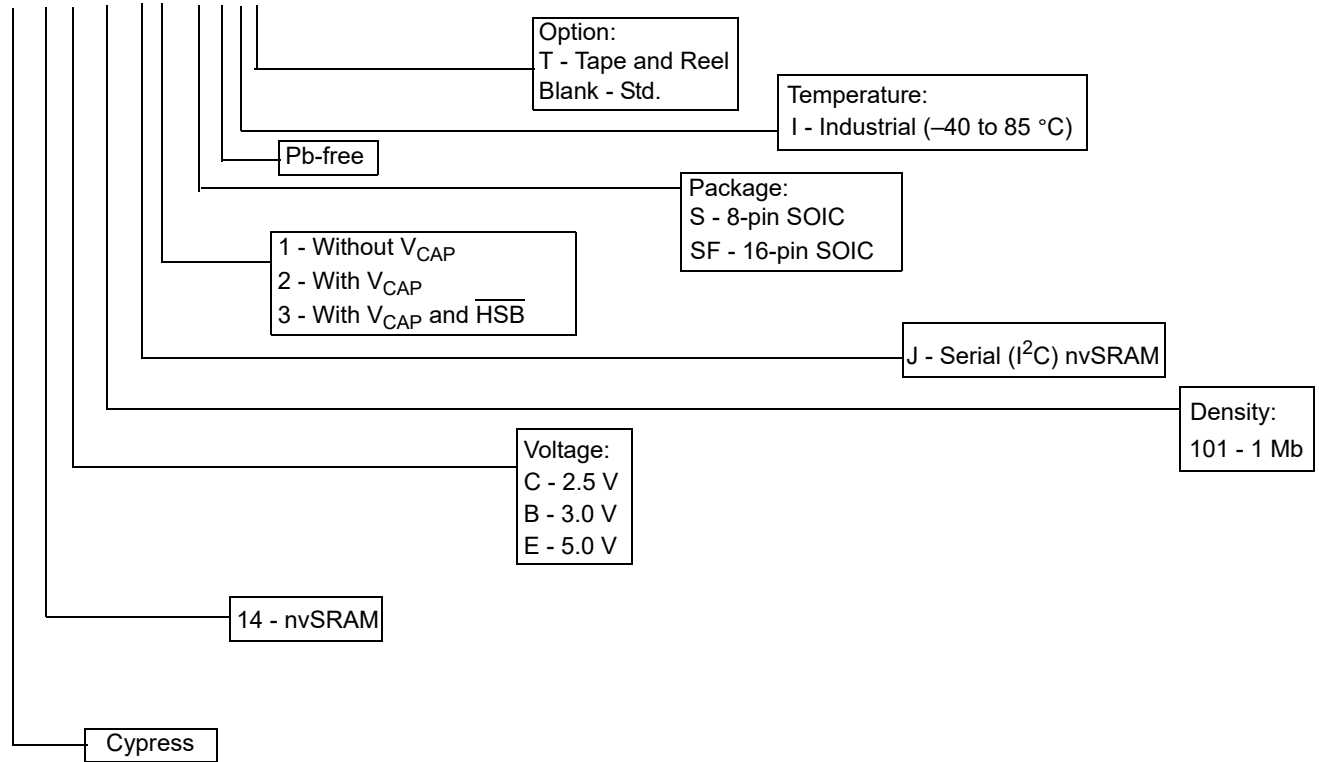 Option:
T - Tape and Reel
Blank - Std.
Temperature:
I - Industrial (–40 to 85 °C)
Pb-free
Package:
S - 8-pin SOIC
SF - 16-pin SOIC
1 - Without VCAP
2 - With VCAP
3 - With VCAP and HSB
J - Serial (I2C) nvSRAM
Density:
101 - 1 Mb
Voltage:
C - 2.5 V
B - 3.0 V
E - 5.0 V
14 - nvSRAM
Cypress